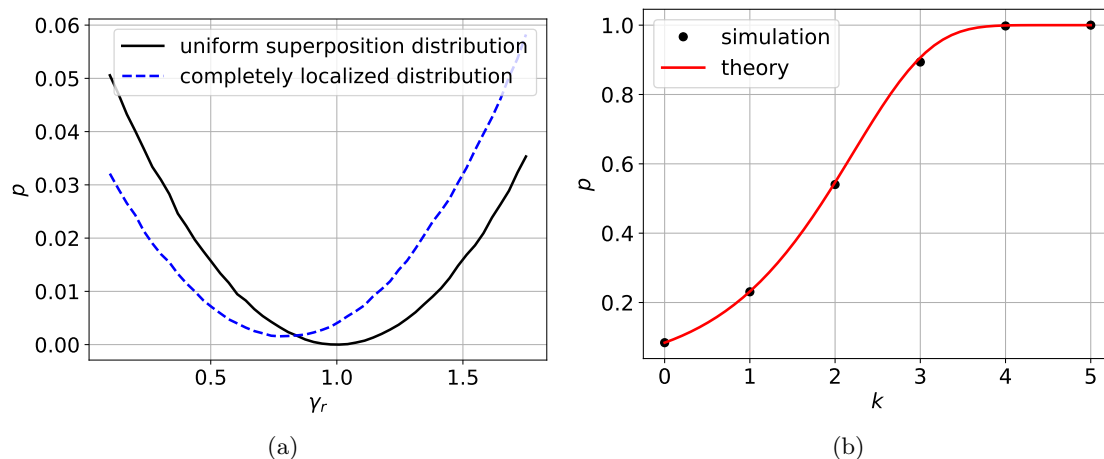 0.06
0.05
0.04
0.03
0.02
0.01
0.00
p
uniform superposition distribution
completely localized distribution
0.5 1.0 1.5
γr
(a)
1.0
0.8
0.6
0.4
0.2
p
simulation
theory
0 1 2 3 4 5
k
(b)